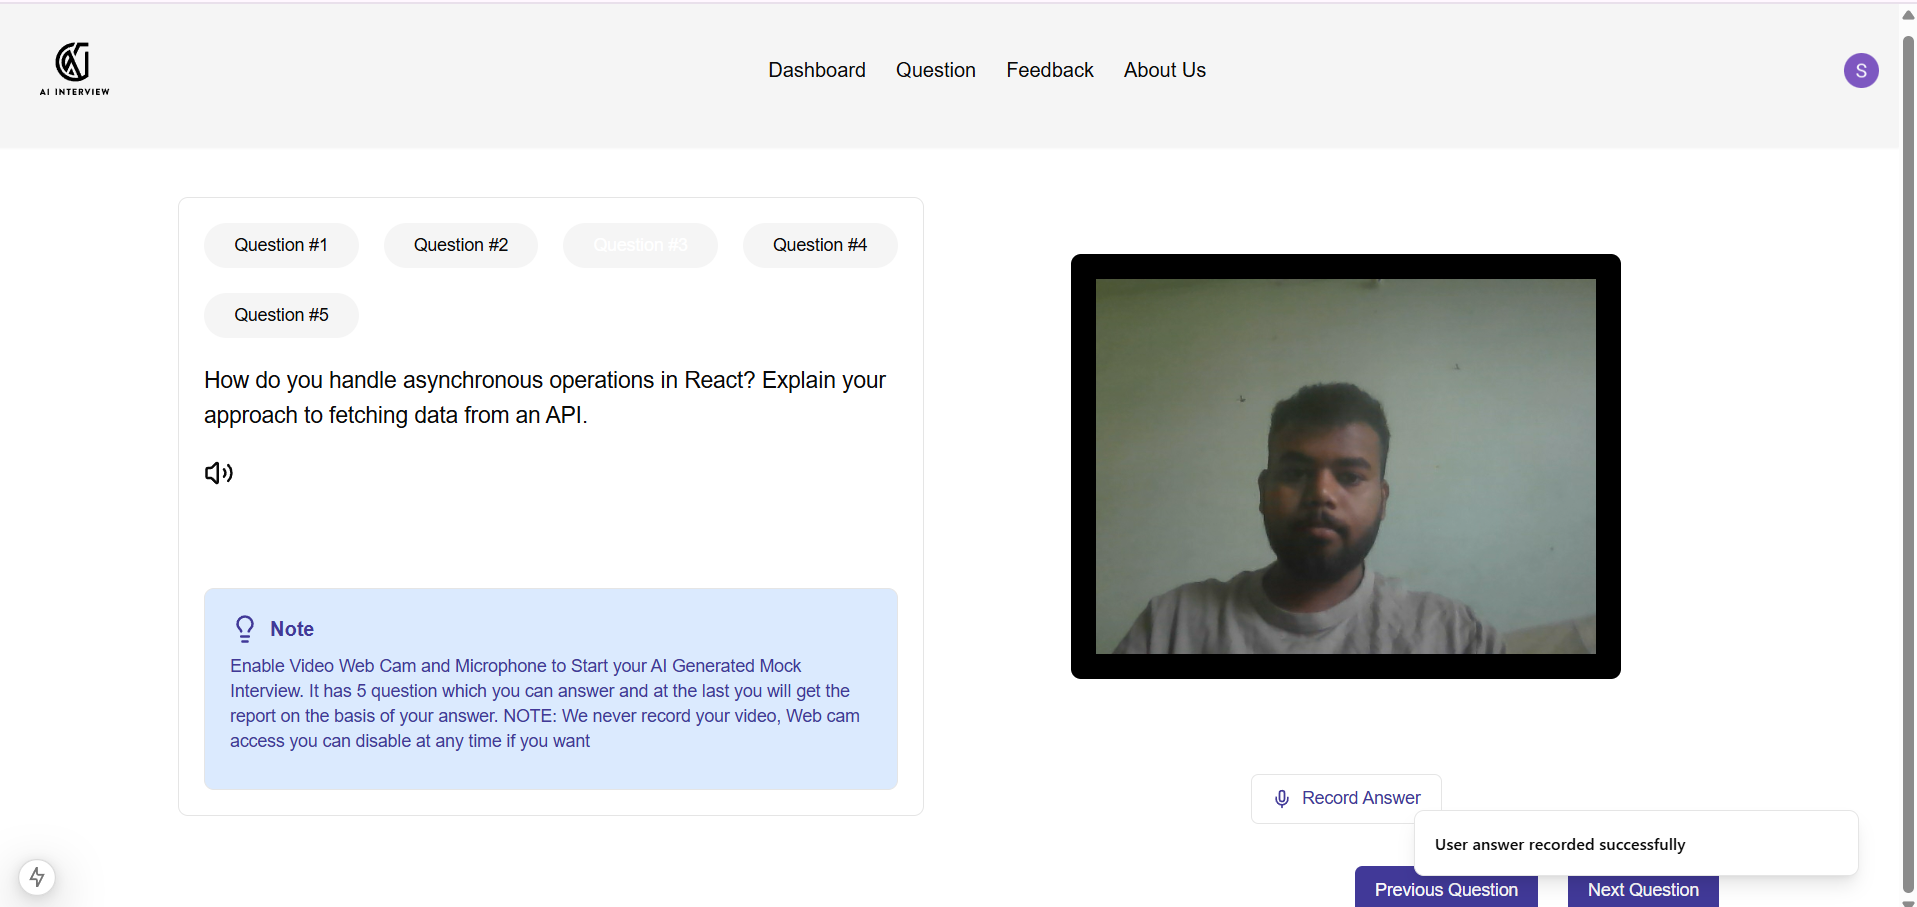 AI INTERVIEW
Dashboard
Question
Feedback
About Us
S
Question #1
Question #2
Question #3
Question #4
Question #5
How do you handle asynchronous operations in React? Explain your
approach to fetching data from an API.
Note
Enable Video Web Cam and Microphone to Start your AI Generated Mock
Interview. It has 5 question which you can answer and at the last you will get the
report on the basis of your answer. NOTE: We never record your video, Web cam
access you can disable at any time if you want
Record Answer
User answer recorded successfully
Previous Question
Next Question